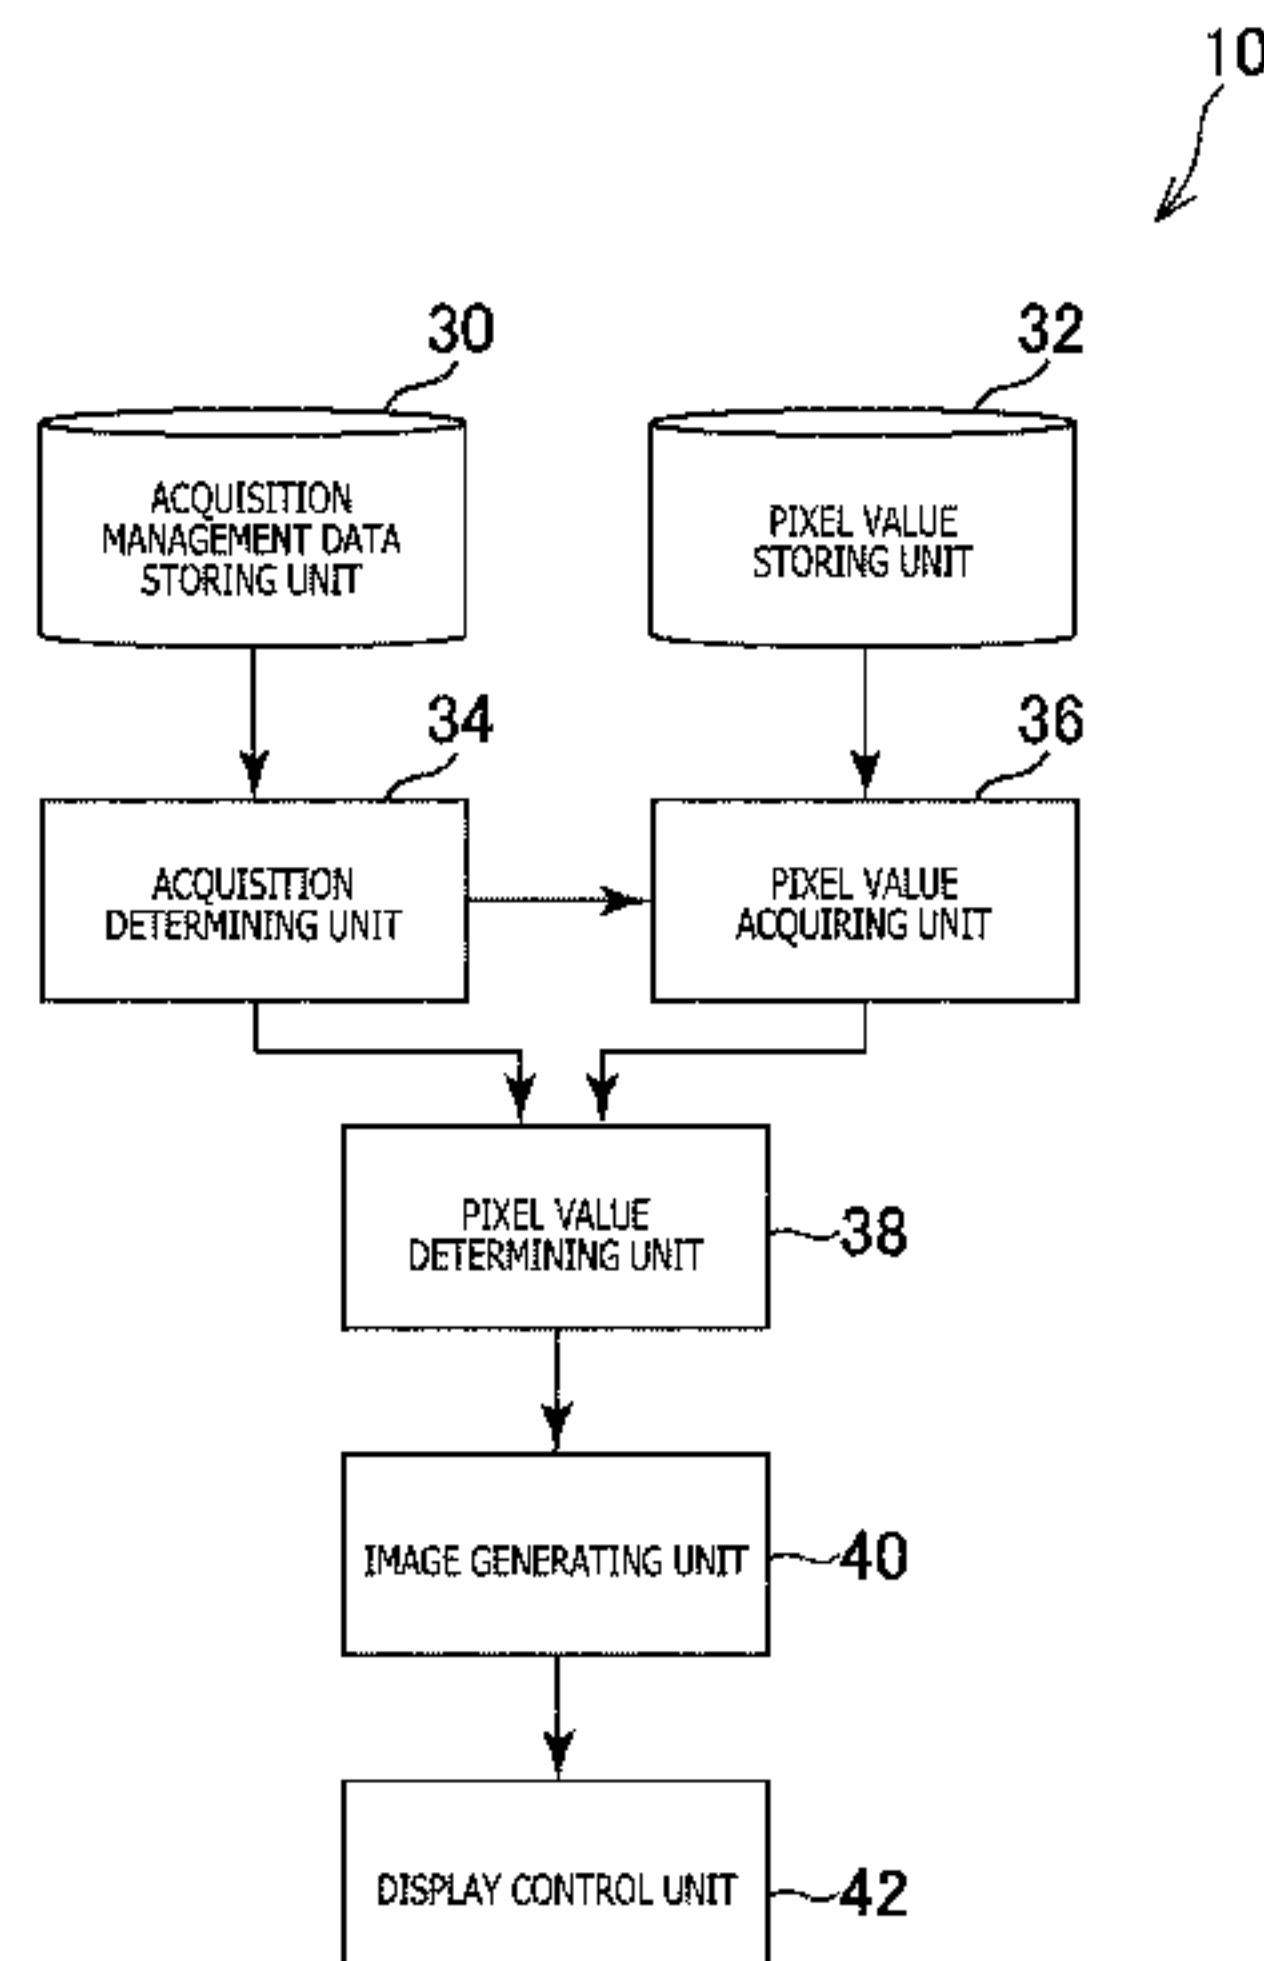 10
30
32
ACQUISITION
MANAGEMENT DATA
STORING UNIT
PIXEL VALUE
STORING UNIT
34
36
ACQUISITION
DETERMINING UNIT
PIXEL VALUE
ACQUIRING UNIT
PIXEL VALUE
DETERMINING UNIT
38
IMAGE GENERATING UNIT
40
DISPLAY CONTROL UNIT
42